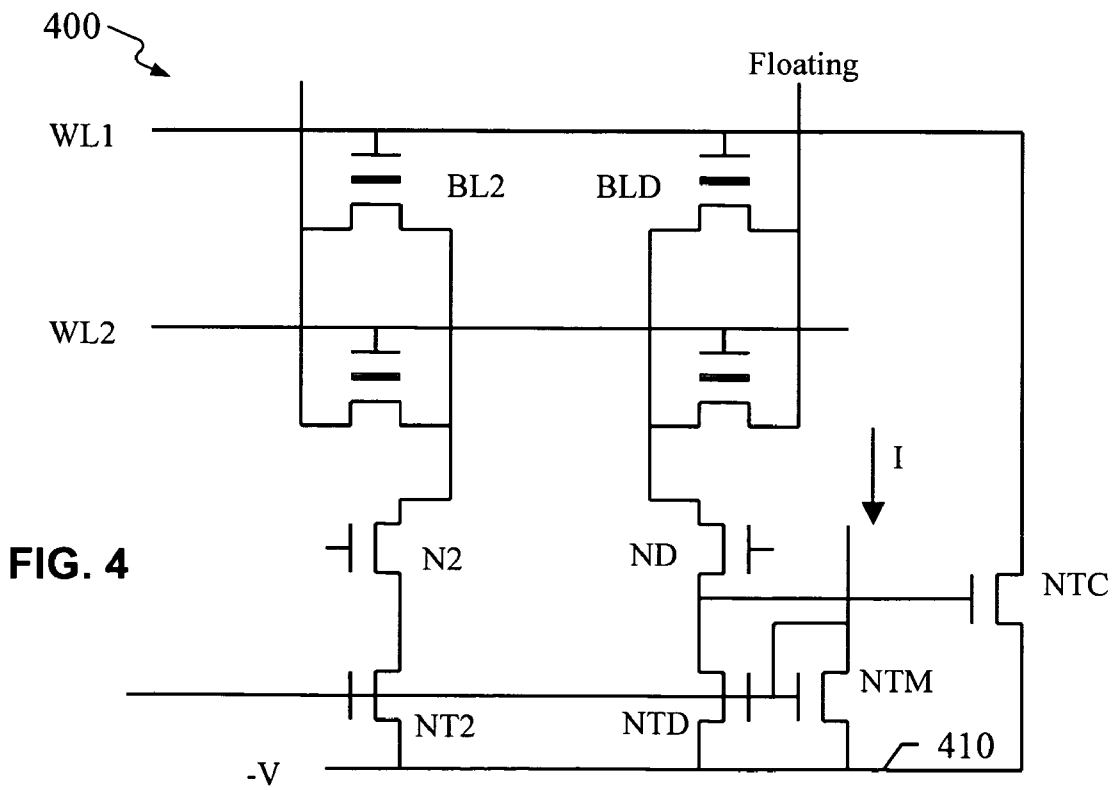 400
Floating
WL1
BL2 BLD
WL2
I
FIG. 4
N2 ND
NTC
NTM
NT2 NTD
410
-V